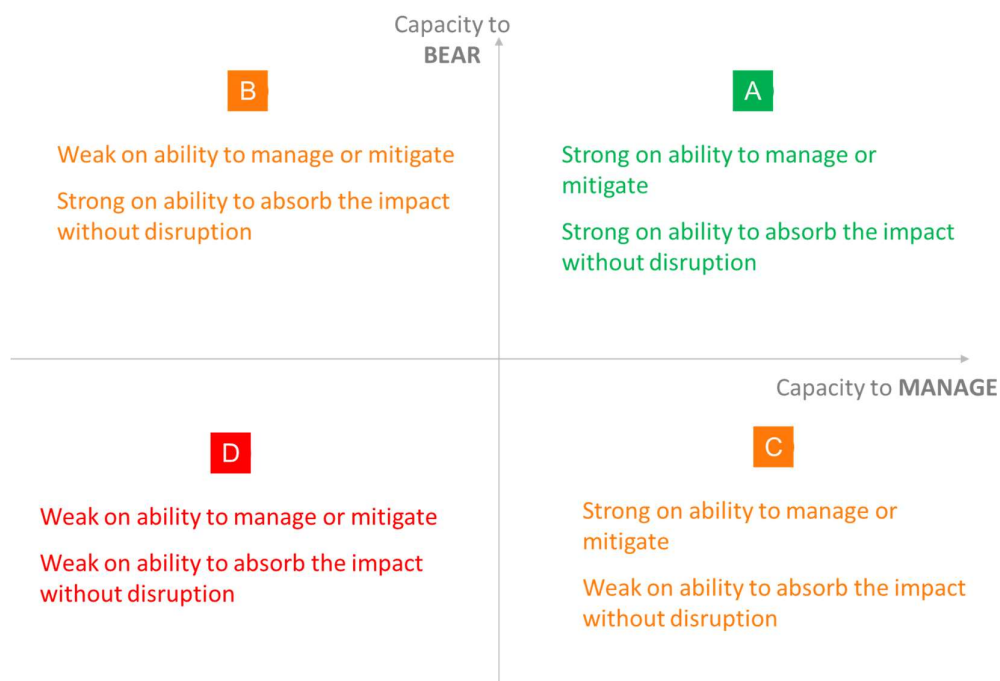 Capacity to
BEAR
B
Weak on ability to manage or mitigate
Strong on ability to absorb the impact
without disruption
A
Strong on ability to manage or
mitigate
Strong on ability to absorb the impact
without disruption
Capacity to MANAGE
D
Weak on ability to manage or mitigate
Weak on ability to absorb the impact
without disruption
C
Strong on ability to manage or
mitigate
Weak on ability to absorb the impact
without disruption